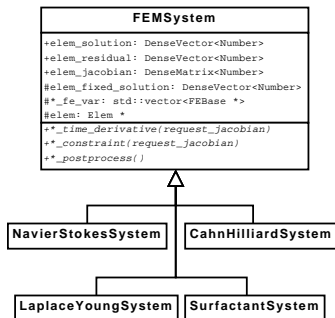 FEMSystem
+elem_solution: DenseVector<Number>
+elem_residual: DenseVector<Number>
+elem_jacobian: DenseMatrix<Number>
#elem_fixed_solution: DenseVector<Number>
#*_fe_var: std::vector<FEBase *>
#elem: Elem *
+*_time_derivative(request_jacobian)
+*_constraint(request_jacobian)
+*_postprocess()
NavierStokesSystem
CahnHilliardSystem
LaplaceYoungSystem
SurfactantSystem